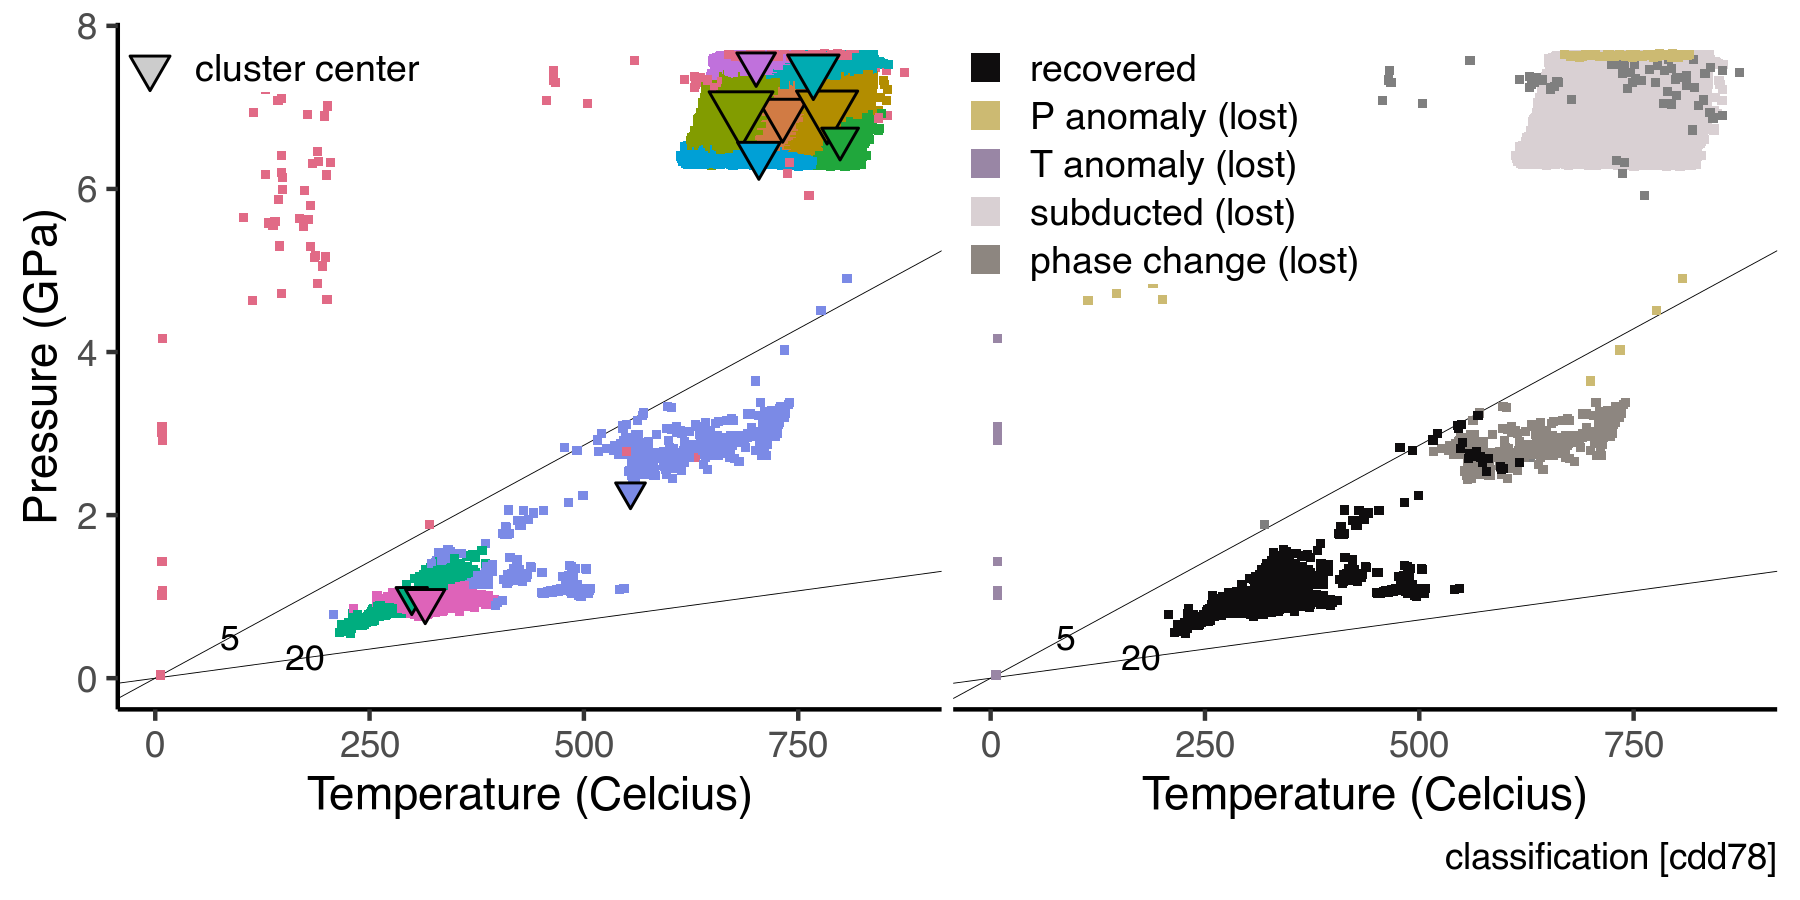 8
6
4
2
0
Pressure (GPa)
cluster center
5
20
0
250
500
750
Temperature (Celcius)
recovered
P anomaly (lost)
T anomaly (lost)
subducted (lost)
phase change (lost)
5
20
0
250
500
750
Temperature (Celcius)
classification [cdd78]